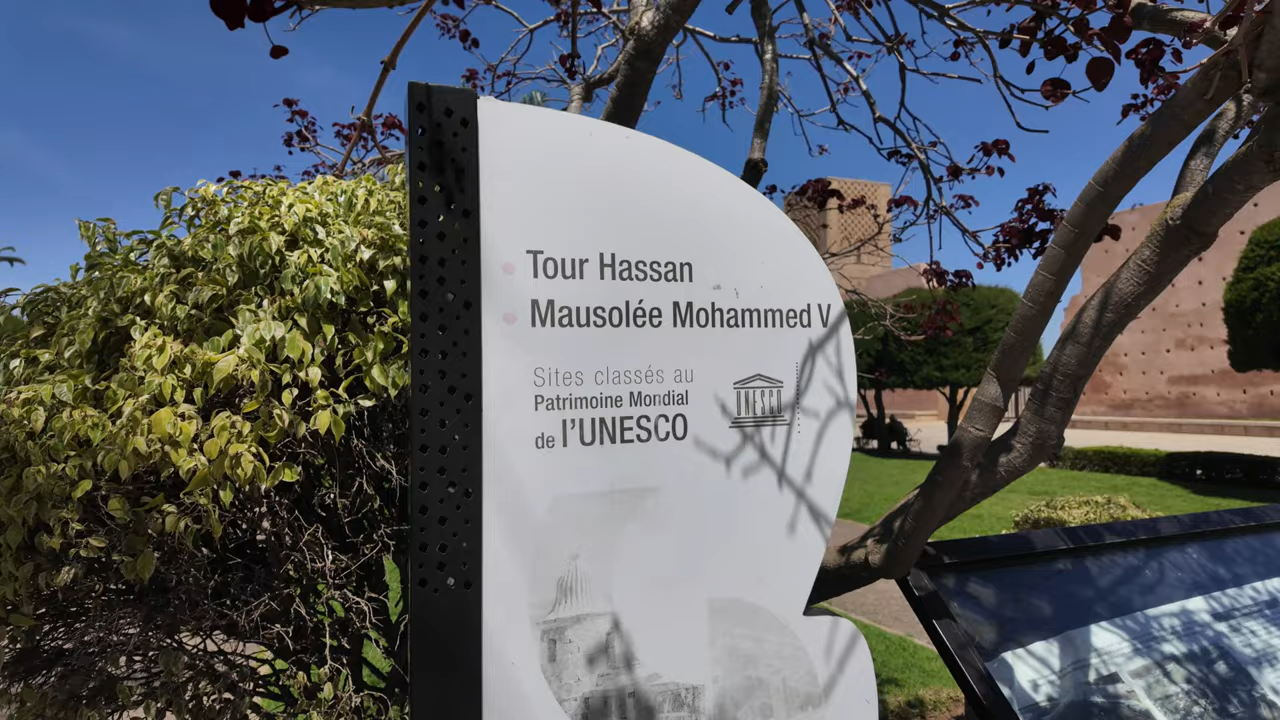 Tour Hassan
Mausolée Mohammed V
Sites classés au
Patrimoine Mondial
de l'UNESCO
UNESCO